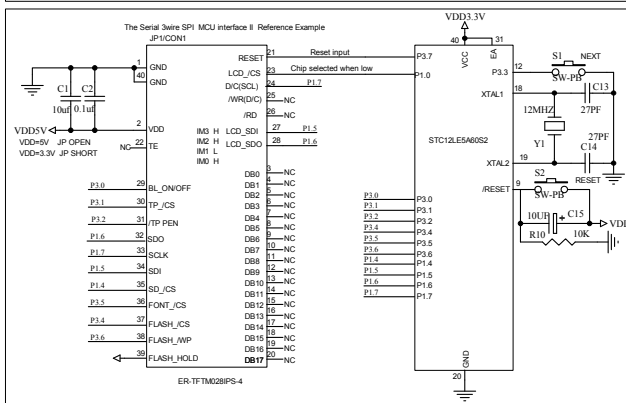 The Serial 3wire SPI MCU interface II Reference Example
JP1/CON1
VDD3.3V
40
31
VCC
EA
1
GND
40
GND
C1
C2
10uf
0.1uf
VDD5V
JP OPEN
VDD=5V
VDD=3.3V JP SHORT
2
VDD
NC
22
TE
P3.0
29
BL_ON/OFF
P3.1
30
TP_/CS
P3.2
31
/TP PEN
P1.6
32
SDO
P1.7
33
SCLK
P1.5
34
SDI
P1.4
35
SD_/CS
P3.5
36
FONT_/CS
P3.4
37
FLASH_/CS
P3.6
38
FLASH_/WP
39
FLASH_HOLD
RESET
21
Reset input
P3.7
LCD_/CS
23
Chip selected when low
P1.0
D/C(SCL)
24
P1.7
/WR(D/C)
25
NC
/RD
26
NC
IM3 H
IM2 H
IM1 L
IM0 H
LCD_SDI
27
P1.5
LCD_SDO
28
P1.6
DB0
3
NC
DB1
4
NC
DB2
5
NC
DB3
6
NC
DB4
7
NC
DB5
8
NC
DB6
9
NC
DB7
10
NC
DB8
11
NC
DB9
12
NC
DB10
13
NC
DB11
14
NC
DB12
15
NC
DB13
16
NC
DB14
17
NC
DB15
18
NC
DB16
19
NC
DB17
20
NC
ER-TFTM028IPS-4
STC12LE5A60S2
P3.0
P3.0
P3.1
P3.1
P3.2
P3.2
P3.4
P3.4
P3.5
P3.5
P3.6
P3.6
P1.4
P1.4
P1.5
P1.5
P1.6
P1.6
P1.7
P1.7
GND
20
S1
NEXT
P3.3
12
SW-PB
XTAL1
18
C13
12MHZ
27PF
Y1
27PF
C14
XTAL2
19
RESET
S2
/RESET
9
SW-PB
10UF
C15
VDD
R10
10K